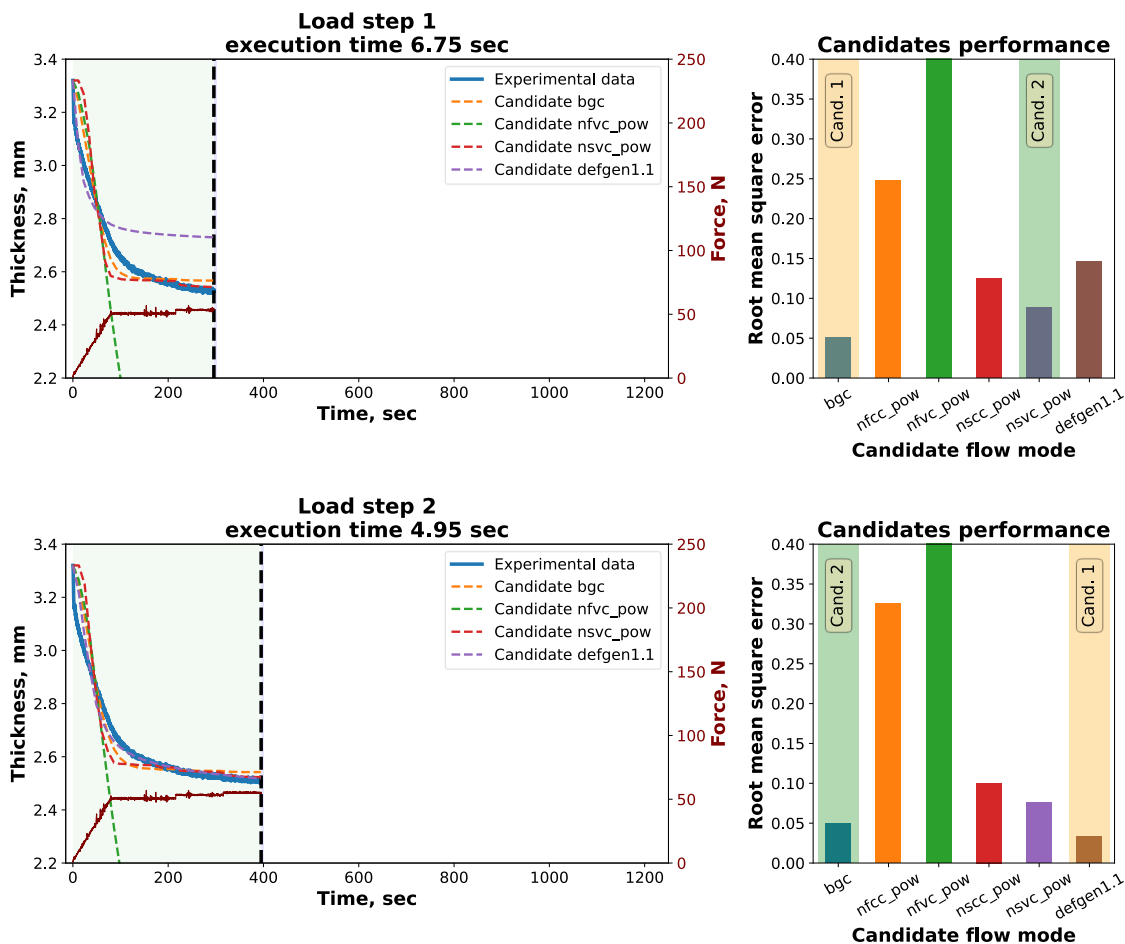 Load step 1
execution time 6.75 sec
Thickness, mm
3.4
3.2
3.0
2.8
2.6
2.4
2.2
0
200
400
600
800
1000
1200
Time, sec
Experimental data
Candidate bgc
Candidate nfvc_pow
Candidate nsvc_pow
Candidate defgen1.1
250
200
150
100
50
0
Force, N
Candidates performance
Root mean square error
0.40
0.35
0.30
0.25
0.20
0.15
0.10
0.05
0.00
Cand. 1
Cand. 2
bgc
nfcc_pow
nfvc_pow
nscc_pow
nsvc_pow
defgen1.1
Candidate flow mode
Load step 2
execution time 4.95 sec
Thickness, mm
3.4
3.2
3.0
2.8
2.6
2.4
2.2
0
200
400
600
800
1000
1200
Time, sec
Experimental data
Candidate bgc
Candidate nfvc_pow
Candidate nsvc_pow
Candidate defgen1.1
250
200
150
100
50
0
Force, N
Candidates performance
Root mean square error
0.40
0.35
0.30
0.25
0.20
0.15
0.10
0.05
0.00
Cand. 2
Cand. 1
bgc
nfcc_pow
nfvc_pow
nscc_pow
nsvc_pow
defgen1.1
Candidate flow mode